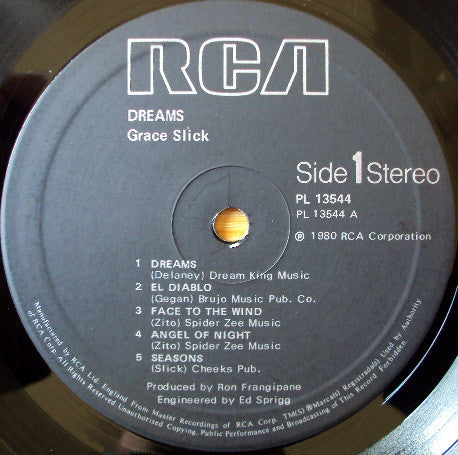 RCA
DREAMS
Grace Slick
Side 1 Stereo
PL 13544
PL 13544 A
℗ 1980 RCA Corporation
1 DREAMS
(Delaney) Dream King Music
2 EL DIABLO
(Gegan) Brujo Music Pub. Co.
3 FACE TO THE WIND
(Zito) Spider Zee Music
4 ANGEL OF NIGHT
(Zito) Spider Zee Music
5 SEASONS
(Slick) Cheeks Pub.
Produced by Ron Frangipane
Engineered by Ed Sprigg
Manufactured by RCA Ltd. England From Master Recordings of RCA Corp. TM(S)® Marca(s) Registrada(s) Used by Authority
of RCA Corp. All Rights Reserved Unauthorised Copying, Public Performance and Broadcasting of This Record Forbidden.